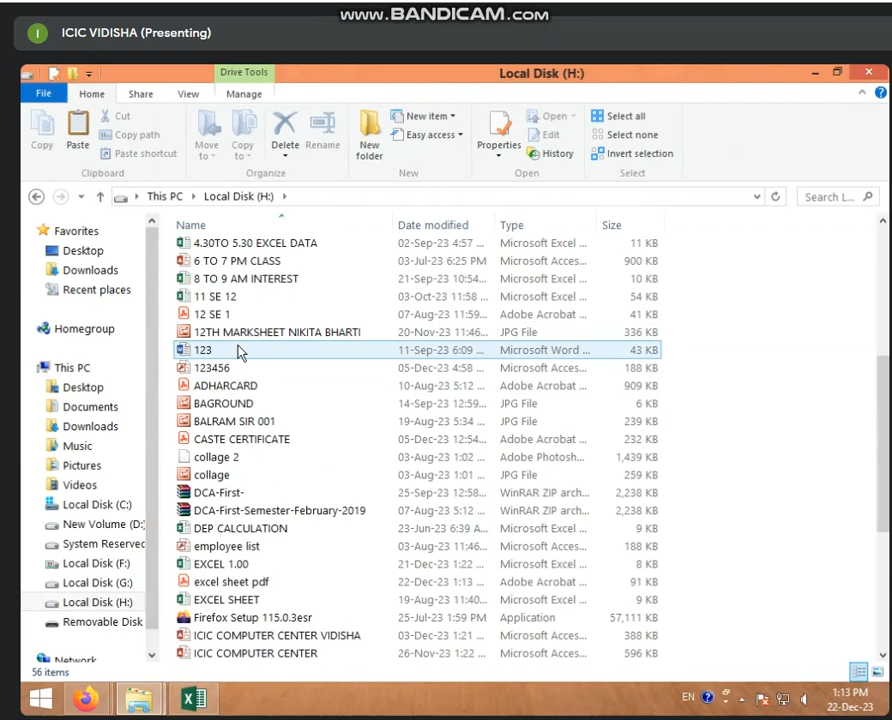 www.BANDICAM.com
I ICIC VIDISHA (Presenting)
Drive Tools
Local Disk (H:)
File Home Share View Manage
Copy
Paste
Cut
Copy path
Paste shortcut
Clipboard
Move to
Copy to
Delete
Rename
Organize
New folder
New item
Easy access
New
Properties
Open
Edit
History
Open
Select all
Select none
Invert selection
Select
This PC Local Disk (H:)
Search L...
Favorites
Desktop
Downloads
Recent places
Homegroup
This PC
Desktop
Documents
Downloads
Music
Pictures
Videos
Local Disk (C:)
New Volume (D:)
System Reserved
Local Disk (F:)
Local Disk (G:)
Local Disk (H:)
Removable Disk
Network
Name Date modified Type Size
4.30TO 5.30 EXCEL DATA 02-Sep-23 4:57 ... Microsoft Excel ... 11 KB
6 TO 7 PM CLASS 03-Jul-23 6:25 PM Microsoft Acces... 900 KB
8 TO 9 AM INTEREST 21-Sep-23 10:54... Microsoft Excel ... 10 KB
11 SE 12 03-Oct-23 11:58 ... Microsoft Excel ... 54 KB
12 SE 1 07-Aug-23 11:59... Adobe Acrobat ... 41 KB
12TH MARKSHEET NIKITA BHARTI 20-Nov-23 11:46... JPG File 336 KB
123 11-Sep-23 6:09 ... Microsoft Word ... 43 KB
123456 05-Dec-23 4:58 ... Microsoft Acces... 188 KB
ADHARCARD 10-Aug-23 5:12 ... Adobe Acrobat ... 909 KB
BAGROUND 14-Sep-23 12:59... JPG File 6 KB
BALRAM SIR 001 19-Aug-23 5:34 ... JPG File 239 KB
CASTE CERTIFICATE 05-Dec-23 12:54... Adobe Acrobat ... 232 KB
collage 2 03-Aug-23 1:02 ... Adobe Photosh... 1,439 KB
collage 03-Aug-23 1:01 ... JPG File 259 KB
DCA-First- 25-Sep-23 12:58... WinRAR ZIP arch... 2,238 KB
DCA-First-Semester-February-2019 07-Aug-23 5:12 ... WinRAR ZIP arch... 2,238 KB
DEP CALCULATION 23-Jun-23 6:39 A... Microsoft Excel ... 9 KB
employee list 03-Aug-23 11:46... Microsoft Acces... 188 KB
EXCEL 1.00 21-Dec-23 1:22 ... Microsoft Excel ... 8 KB
excel sheet pdf 22-Dec-23 1:13 ... Adobe Acrobat ... 91 KB
EXCEL SHEET 19-Aug-23 11:40... Microsoft Excel ... 9 KB
Firefox Setup 115.0.3esr 25-Jul-23 1:59 PM Application 57,111 KB
ICIC COMPUTER CENTER VIDISHA 03-Dec-23 1:21 ... Microsoft Acces... 388 KB
ICIC COMPUTER CENTER 26-Nov-23 1:22 ... Microsoft Acces... 596 KB
56 items
EN
1:13 PM
22-Dec-23